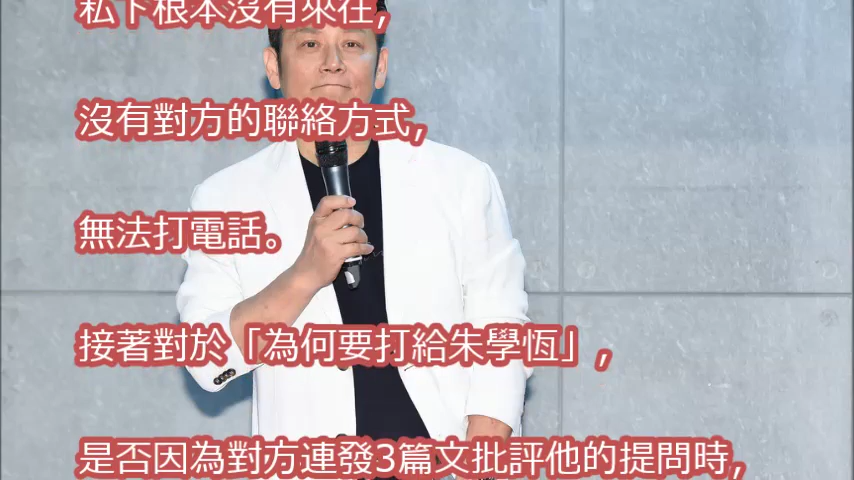 私下根本沒有來往，
沒有對方的聯絡方式，
無法打電話。
接著對於「為何要打給朱學恆」，
是否因為對方連發3篇文批評他的提問時，